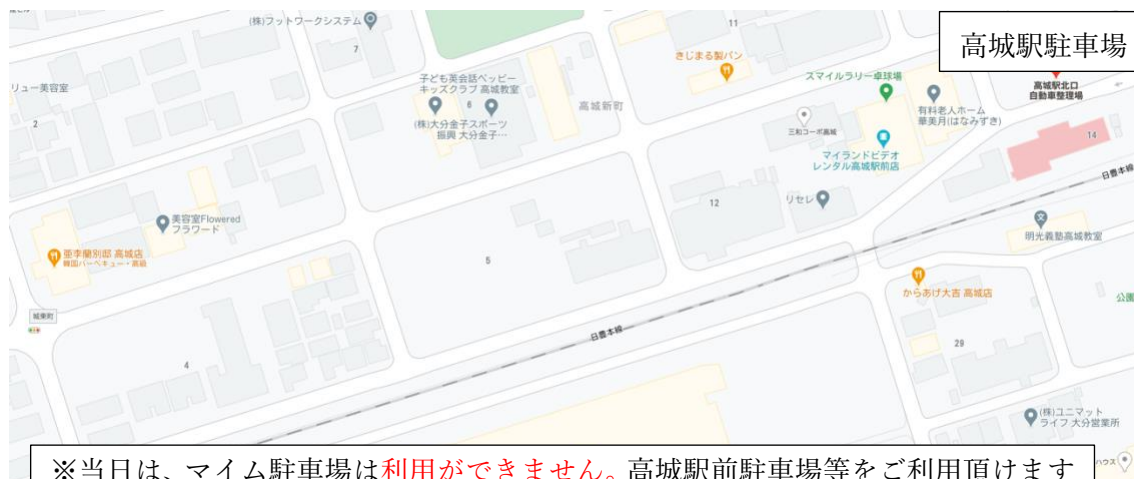 (株)フットワークシステム
7
11
高城駅駐車場
きじまる製パン
リュー美容室
子ども英会話ペッピー
キッズクラブ 高城教室
6
(株)大分金子スポーツ
振興 大分金子…
高城新町
スマイルラリー卓球場
高城駅北口
自動車整理場
有料老人ホーム
華美月(はなみずき)
三和コーポ高城
マイランドビデオ
レンタル高城駅前店
14
日豊本線
2
12
リセレ
明光義塾高城教室
美容室Flowered
フラワード
亜李蘭別邸 高城店
韓国バーベキュー・高級
5
からあげ大吉 高城店
公園
城東町
日豊本線
4
29
(株)ユニマット
ライフ 大分営業所
ハウス
※当日は、マイム駐車場は利用ができません。高城駅前駐車場等をご利用頂けます